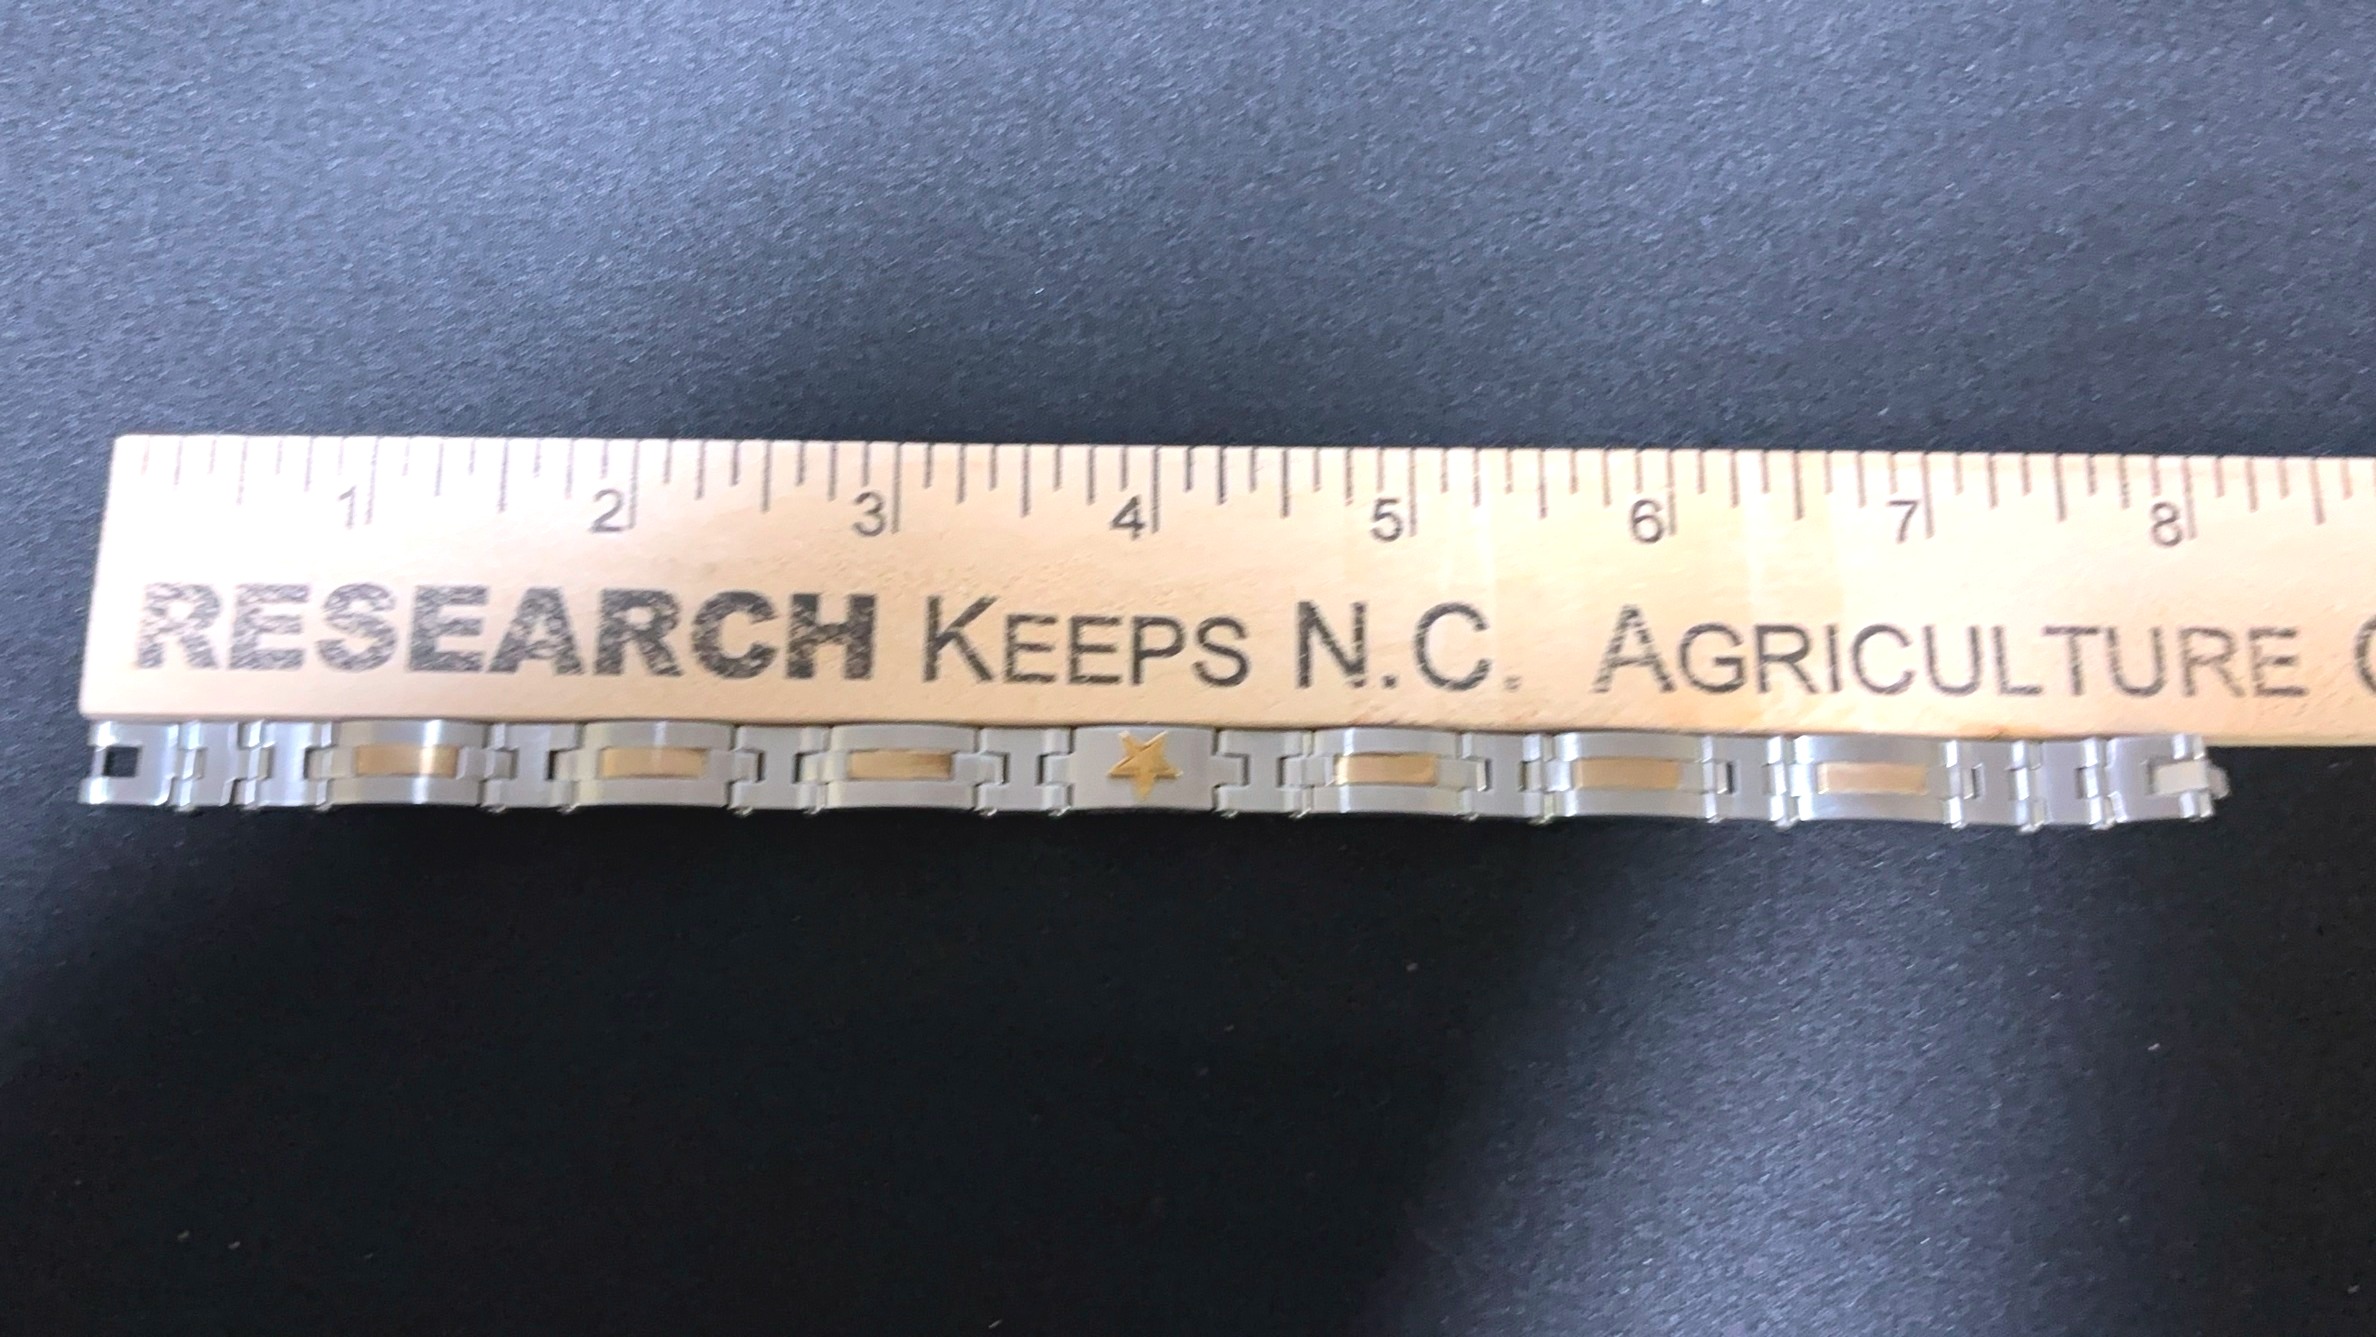 1 2 3 4 5 6 7 8
RESEARCH KEEPS N.C. AGRICULTURE